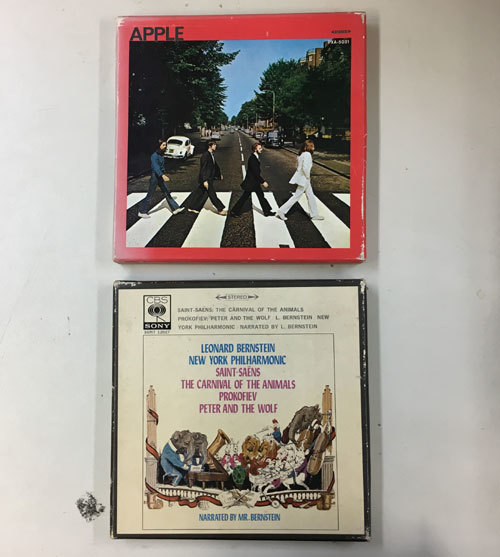 APPLE
STEREO
PXA-5031
CBS
SONY
STEREO
SAINT-SAËNS: THE CARNIVAL OF THE ANIMALS
PROKOFIEV: PETER AND THE WOLF L. BERNSTEIN NEW
YORK PHILHARMONIC NARRATED BY L. BERNSTEIN
LEONARD BERNSTEIN
NEW YORK PHILHARMONIC
SAINT-SAËNS
THE CARNIVAL OF THE ANIMALS
PROKOFIEV
PETER AND THE WOLF
NARRATED BY MR. BERNSTEIN